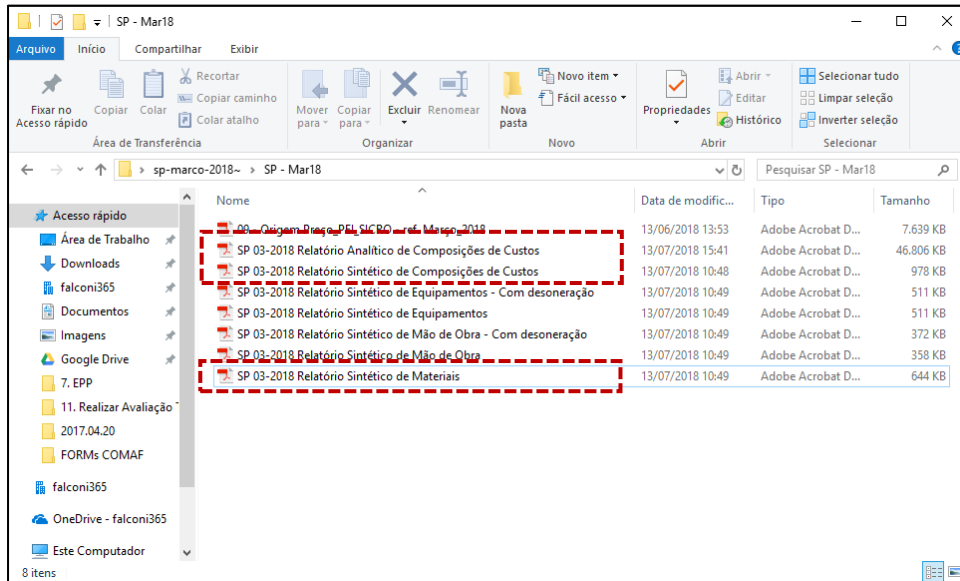 SP - Mar18
Arquivo Início Compartilhar Exibir
Fixar no Acesso rápido
Copiar
Colar
Recortar
Copiar caminho
Colar atalho
Área de Transferência
Mover para
Copiar para
Excluir
Renomear
Organizar
Nova pasta
Novo item
Fácil acesso
Novo
Propriedades
Abrir
Editar
Histórico
Abrir
Selecionar tudo
Limpar seleção
Inverter seleção
Selecionar
sp-marco-2018~ > SP - Mar18
Pesquisar SP - Mar18
Nome Data de modific... Tipo Tamanho
09 - Origem Preço_PFI_SICRO - ref_Março_2018 13/06/2018 13:53 Adobe Acrobat D... 7.639 KB
SP 03-2018 Relatório Analítico de Composições de Custos 13/07/2018 15:41 Adobe Acrobat D... 46.806 KB
SP 03-2018 Relatório Sintético de Composições de Custos 13/07/2018 10:48 Adobe Acrobat D... 978 KB
SP 03-2018 Relatório Sintético de Equipamentos - Com desoneração 13/07/2018 10:49 Adobe Acrobat D... 511 KB
SP 03-2018 Relatório Sintético de Equipamentos 13/07/2018 10:49 Adobe Acrobat D... 511 KB
SP 03-2018 Relatório Sintético de Mão de Obra - Com desoneração 13/07/2018 10:49 Adobe Acrobat D... 372 KB
SP 03-2018 Relatório Sintético de Mão de Obra 13/07/2018 10:49 Adobe Acrobat D... 358 KB
SP 03-2018 Relatório Sintético de Materiais 13/07/2018 10:49 Adobe Acrobat D... 644 KB
Acesso rápido
Área de Trabalho
Downloads
falconi365
Documentos
Imagens
Google Drive
7. EPP
11. Realizar Avaliação
2017.04.20
FORMs COMAF
falconi365
OneDrive - falconi365
Este Computador
8 itens